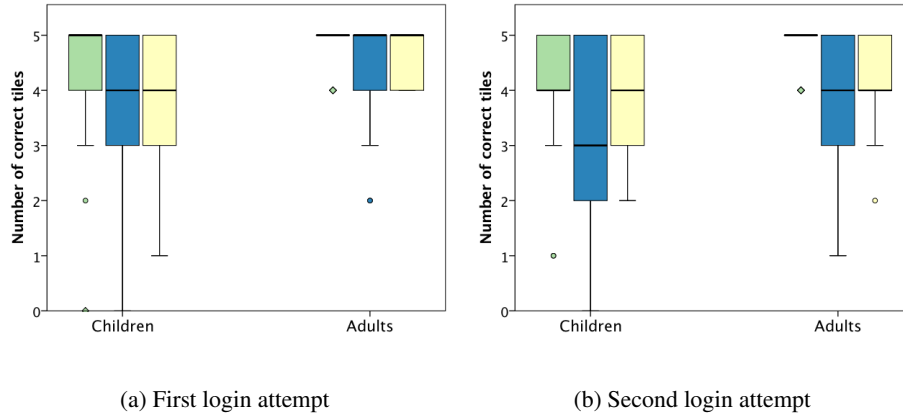 Number of correct tiles
5
4
3
2
1
0
Children
Adults
(a) First login attempt
Number of correct tiles
5
4
3
2
1
0
Children
Adults
(b) Second login attempt